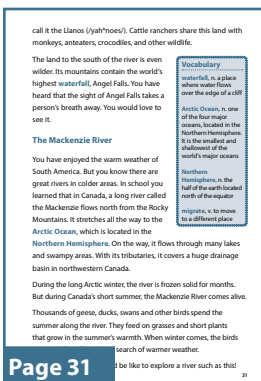 call it the Llanos (/yah*noes/). Cattle ranchers share this land with
monkeys, anteaters, crocodiles, and other wildlife.
The land to the south of the river is even
wilder. Its mountains contain the world's
highest waterfall, Angel Falls. You have
heard that the sight of Angel Falls takes a
person's breath away. You would love to
see it.
Vocabulary
waterfall, n. a place
where water flows
over the edge of a cliff
Arctic Ocean, n. one
of the four major
oceans, located in the
Northern Hemisphere.
It is the smallest and
shallowest of the
world's major oceans
Northern
Hemisphere, n. the
half of the earth located
north of the equator
migrate, v. to move
to a different place
The Mackenzie River
You have enjoyed the warm weather of
South America. But you know there are
great rivers in colder areas. In school you
learned that in Canada, a long river called
the Mackenzie flows north from the Rocky
Mountains. It stretches all the way to the
Arctic Ocean, which is located in the
Northern Hemisphere. On the way, it flows through many lakes
and swampy areas. With its tributaries, it covers a huge drainage
basin in northwestern Canada.
During the long Arctic winter, the river is frozen solid for months.
But during Canada's short summer, the Mackenzie River comes alive.
Thousands of geese, ducks, swans and other birds spend the
summer along the river. They feed on grasses and short plants
that grow in the summer's warmth. When winter comes, the birds
search of warmer weather.
d be like to explore a river such as this!
Page 31
31